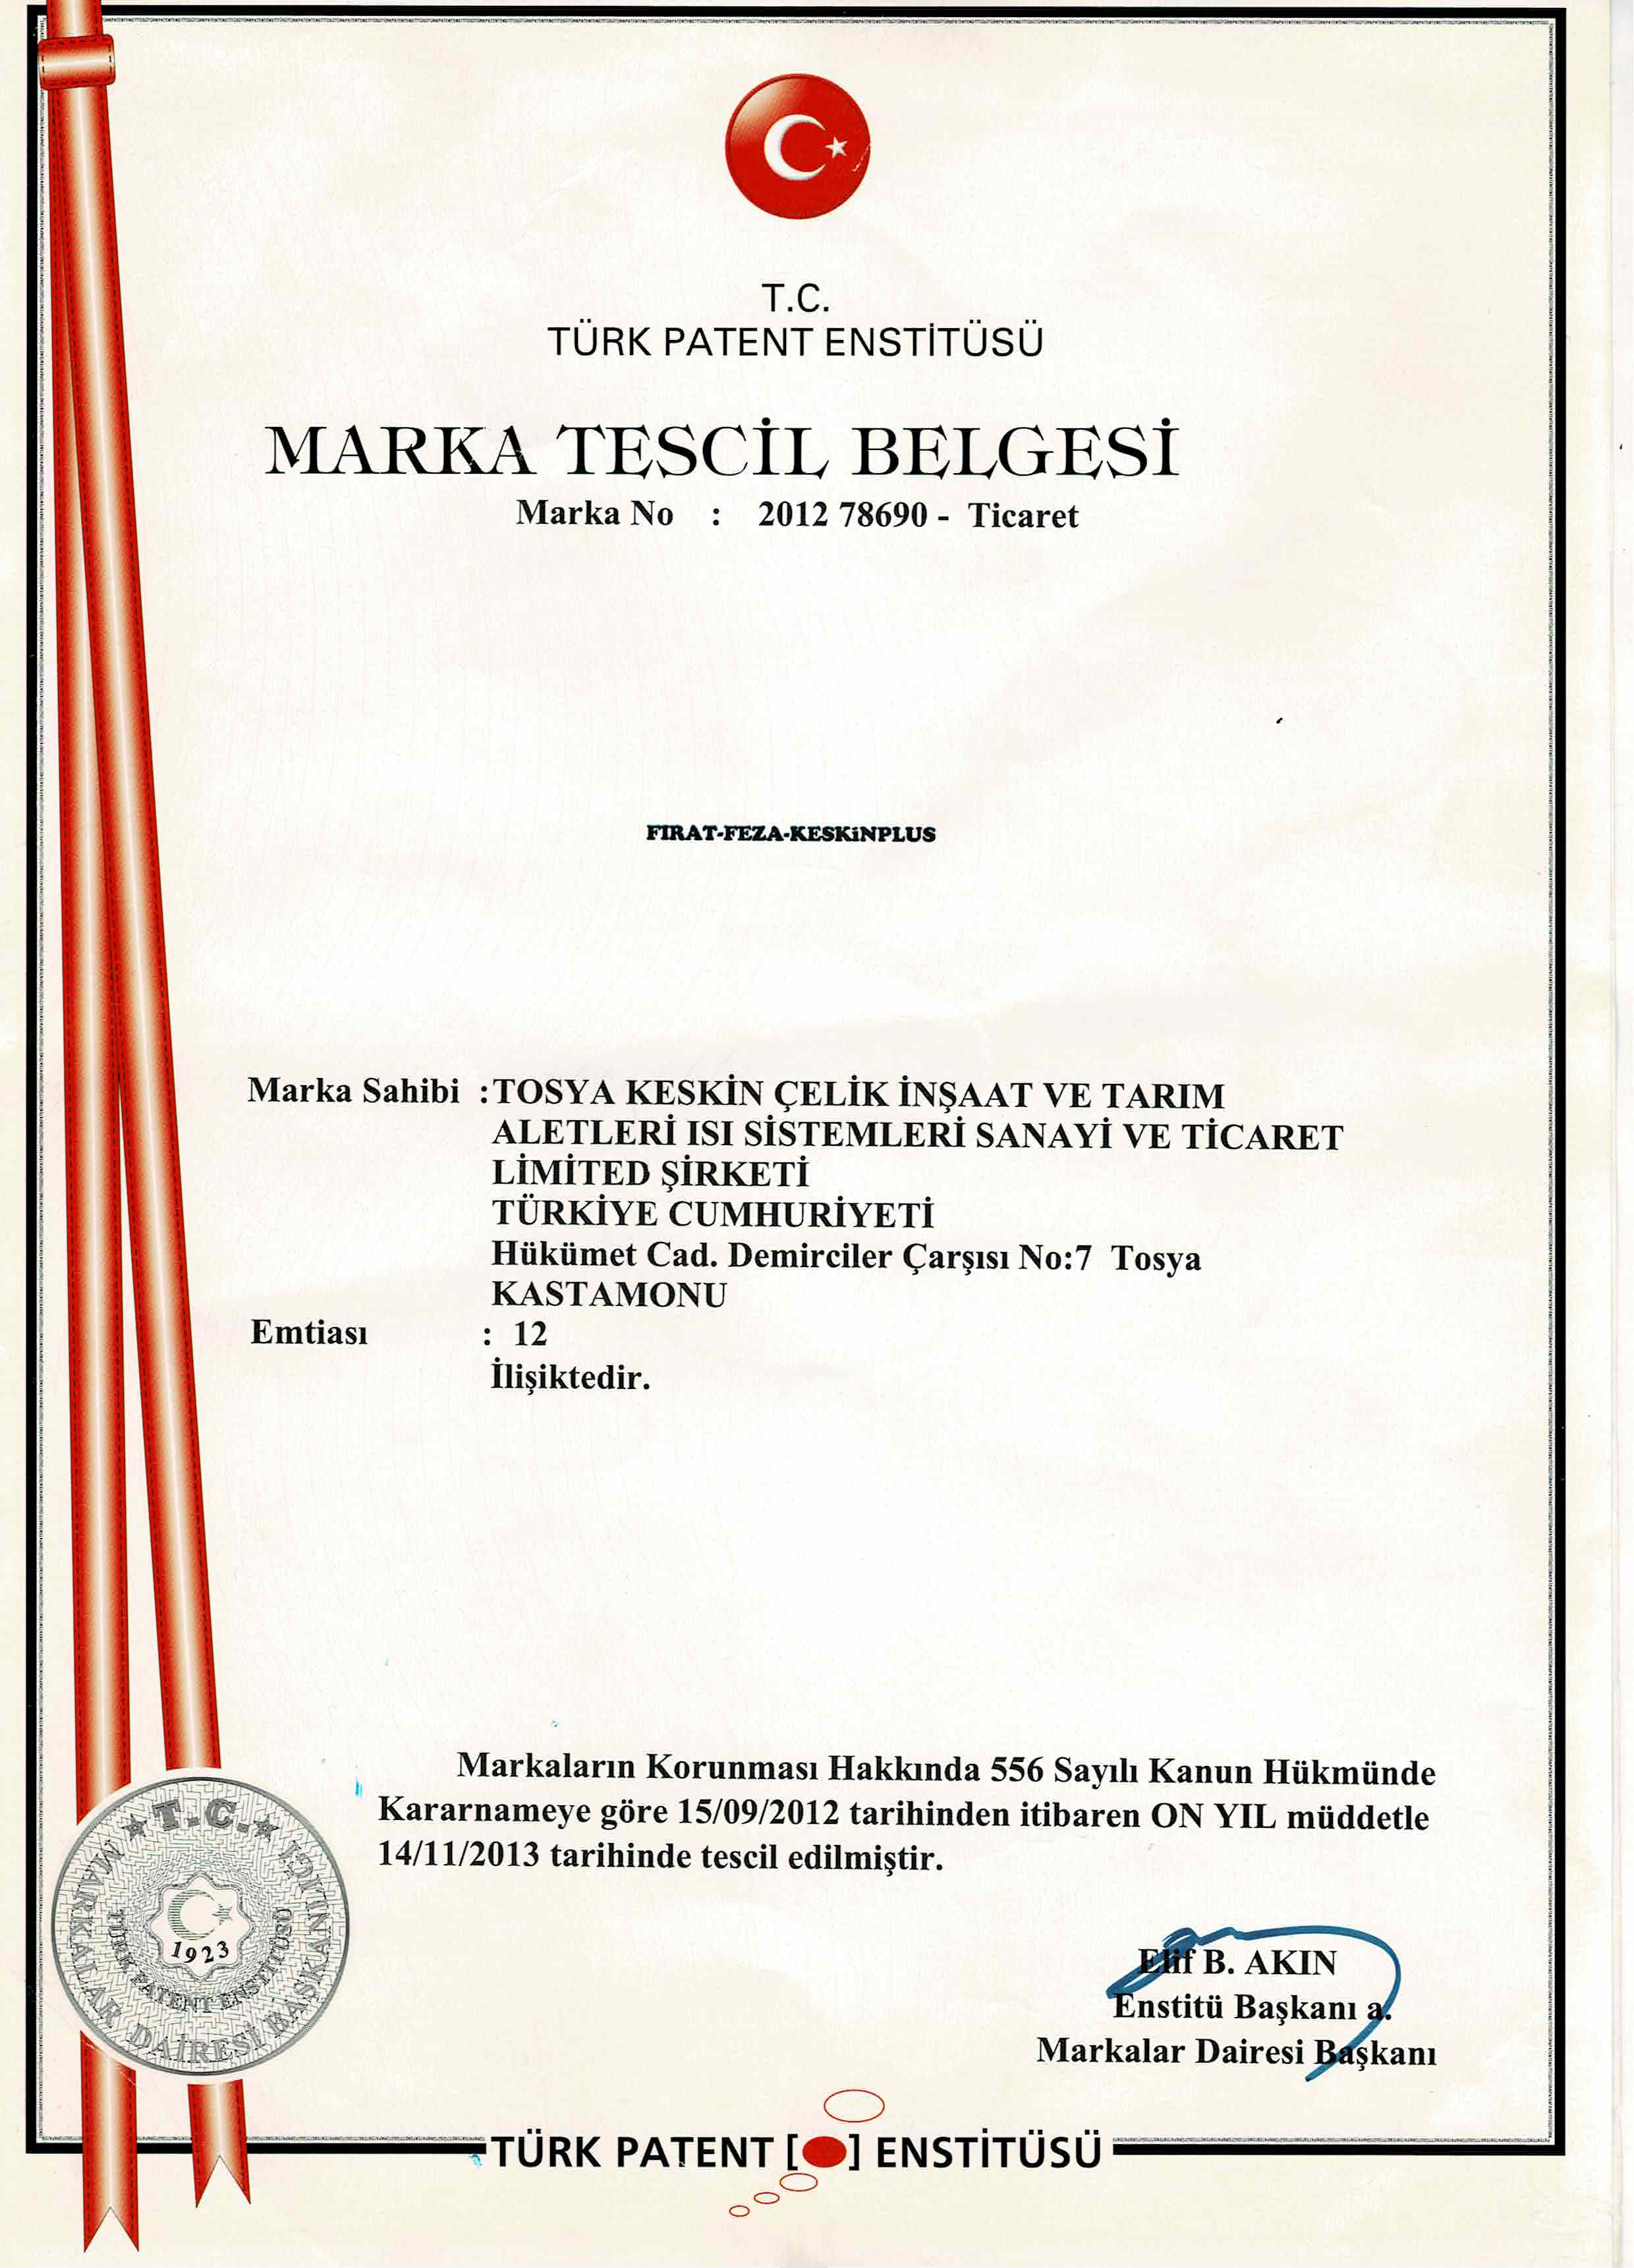 T.C.
TÜRK PATENT ENSTİTÜSÜ
MARKA TESCİL BELGESİ
Marka No : 2012 78690 - Ticaret
FIRAT-FEZA-KESKiNPLUS
Marka Sahibi :TOSYA KESKİN ÇELİK İNŞAAT VE TARIM
ALETLERİ ISI SİSTEMLERİ SANAYİ VE TİCARET
LİMİTED ŞİRKETİ
TÜRKİYE CUMHURİYETİ
Hükümet Cad. Demirciler Çarşısı No:7 Tosya
KASTAMONU
Emtiası : 12
İlişiktedir.
Markaların Korunması Hakkında 556 Sayılı Kanun Hükmünde
Kararnameye göre 15/09/2012 tarihinden itibaren ON YIL müddetle
14/11/2013 tarihinde tescil edilmiştir.
T.C.
MARKALAR DAİRESİ BAŞKANLIĞI
TÜRK PATENT ENSTİTÜSÜ
1923
Elif B. AKIN
Enstitü Başkanı a.
Markalar Dairesi Başkanı
TÜRK PATENT [ ] ENSTİTÜSÜ